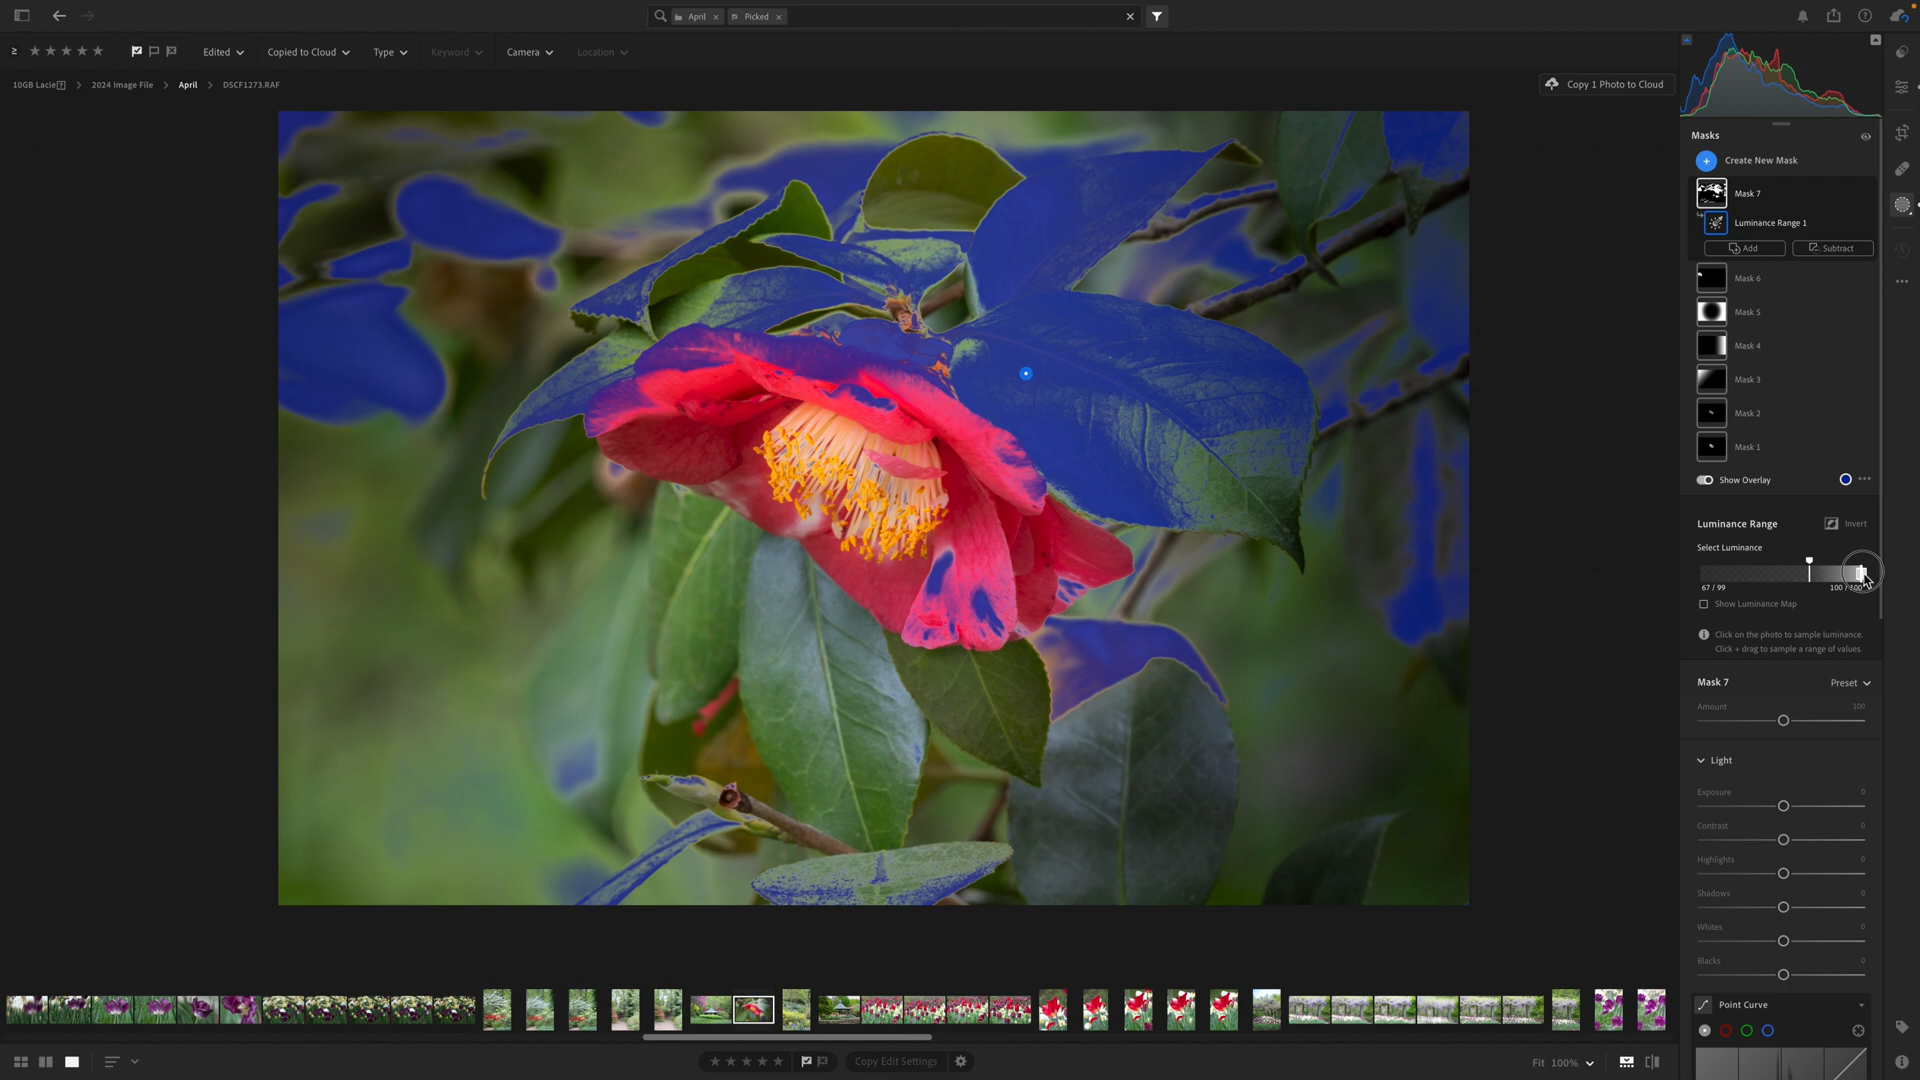 April
Picked
Edited
Copied to Cloud
Type
Keyword
Camera
Location
10GB Lacie
2024 Image File
April
DSCF1273.RAF
Copy 1 Photo to Cloud
Masks
Create New Mask
Mask 7
Luminance Range 1
Add
Subtract
Mask 6
Mask 5
Mask 4
Mask 3
Mask 2
Mask 1
Show Overlay
Luminance Range
Invert
Select Luminance
67 / 99
100 / 100
Show Luminance Map
Click on the photo to sample luminance.
Click + drag to sample a range of values.
Mask 7
Preset
Amount 100
Light
Exposure 0
Contrast 0
Highlights 0
Shadows 0
Whites 0
Blacks 0
Point Curve
Copy Edit Settings
Fit 100%